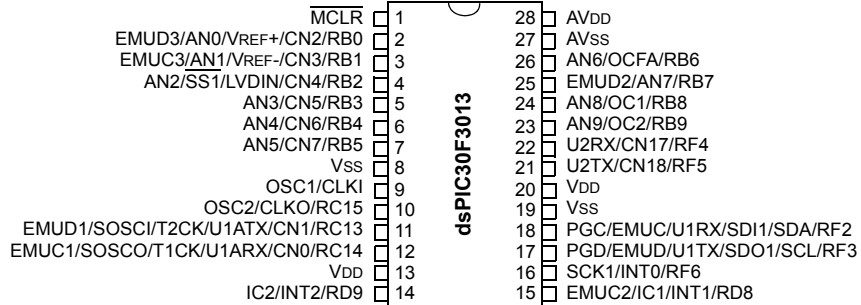 MCLR 1
EMUD3/AN0/VREF+/CN2/RB0 2
EMUC3/AN1/VREF-/CN3/RB1 3
AN2/SS1/LVDIN/CN4/RB2 4
AN3/CN5/RB3 5
AN4/CN6/RB4 6
AN5/CN7/RB5 7
VSS 8
OSC1/CLKI 9
OSC2/CLKO/RC15 10
EMUD1/SOSCI/T2CK/U1ATX/CN1/RC13 11
EMUC1/SOSCO/T1CK/U1ARX/CN0/RC14 12
VDD 13
IC2/INT2/RD9 14
dsPIC30F3013
28 AVDD
27 AVSS
26 AN6/OCFA/RB6
25 EMUD2/AN7/RB7
24 AN8/OC1/RB8
23 AN9/OC2/RB9
22 U2RX/CN17/RF4
21 U2TX/CN18/RF5
20 VDD
19 VSS
18 PGC/EMUC/U1RX/SDI1/SDA/RF2
17 PGD/EMUD/U1TX/SDO1/SCL/RF3
16 SCK1/INT0/RF6
15 EMUC2/IC1/INT1/RD8